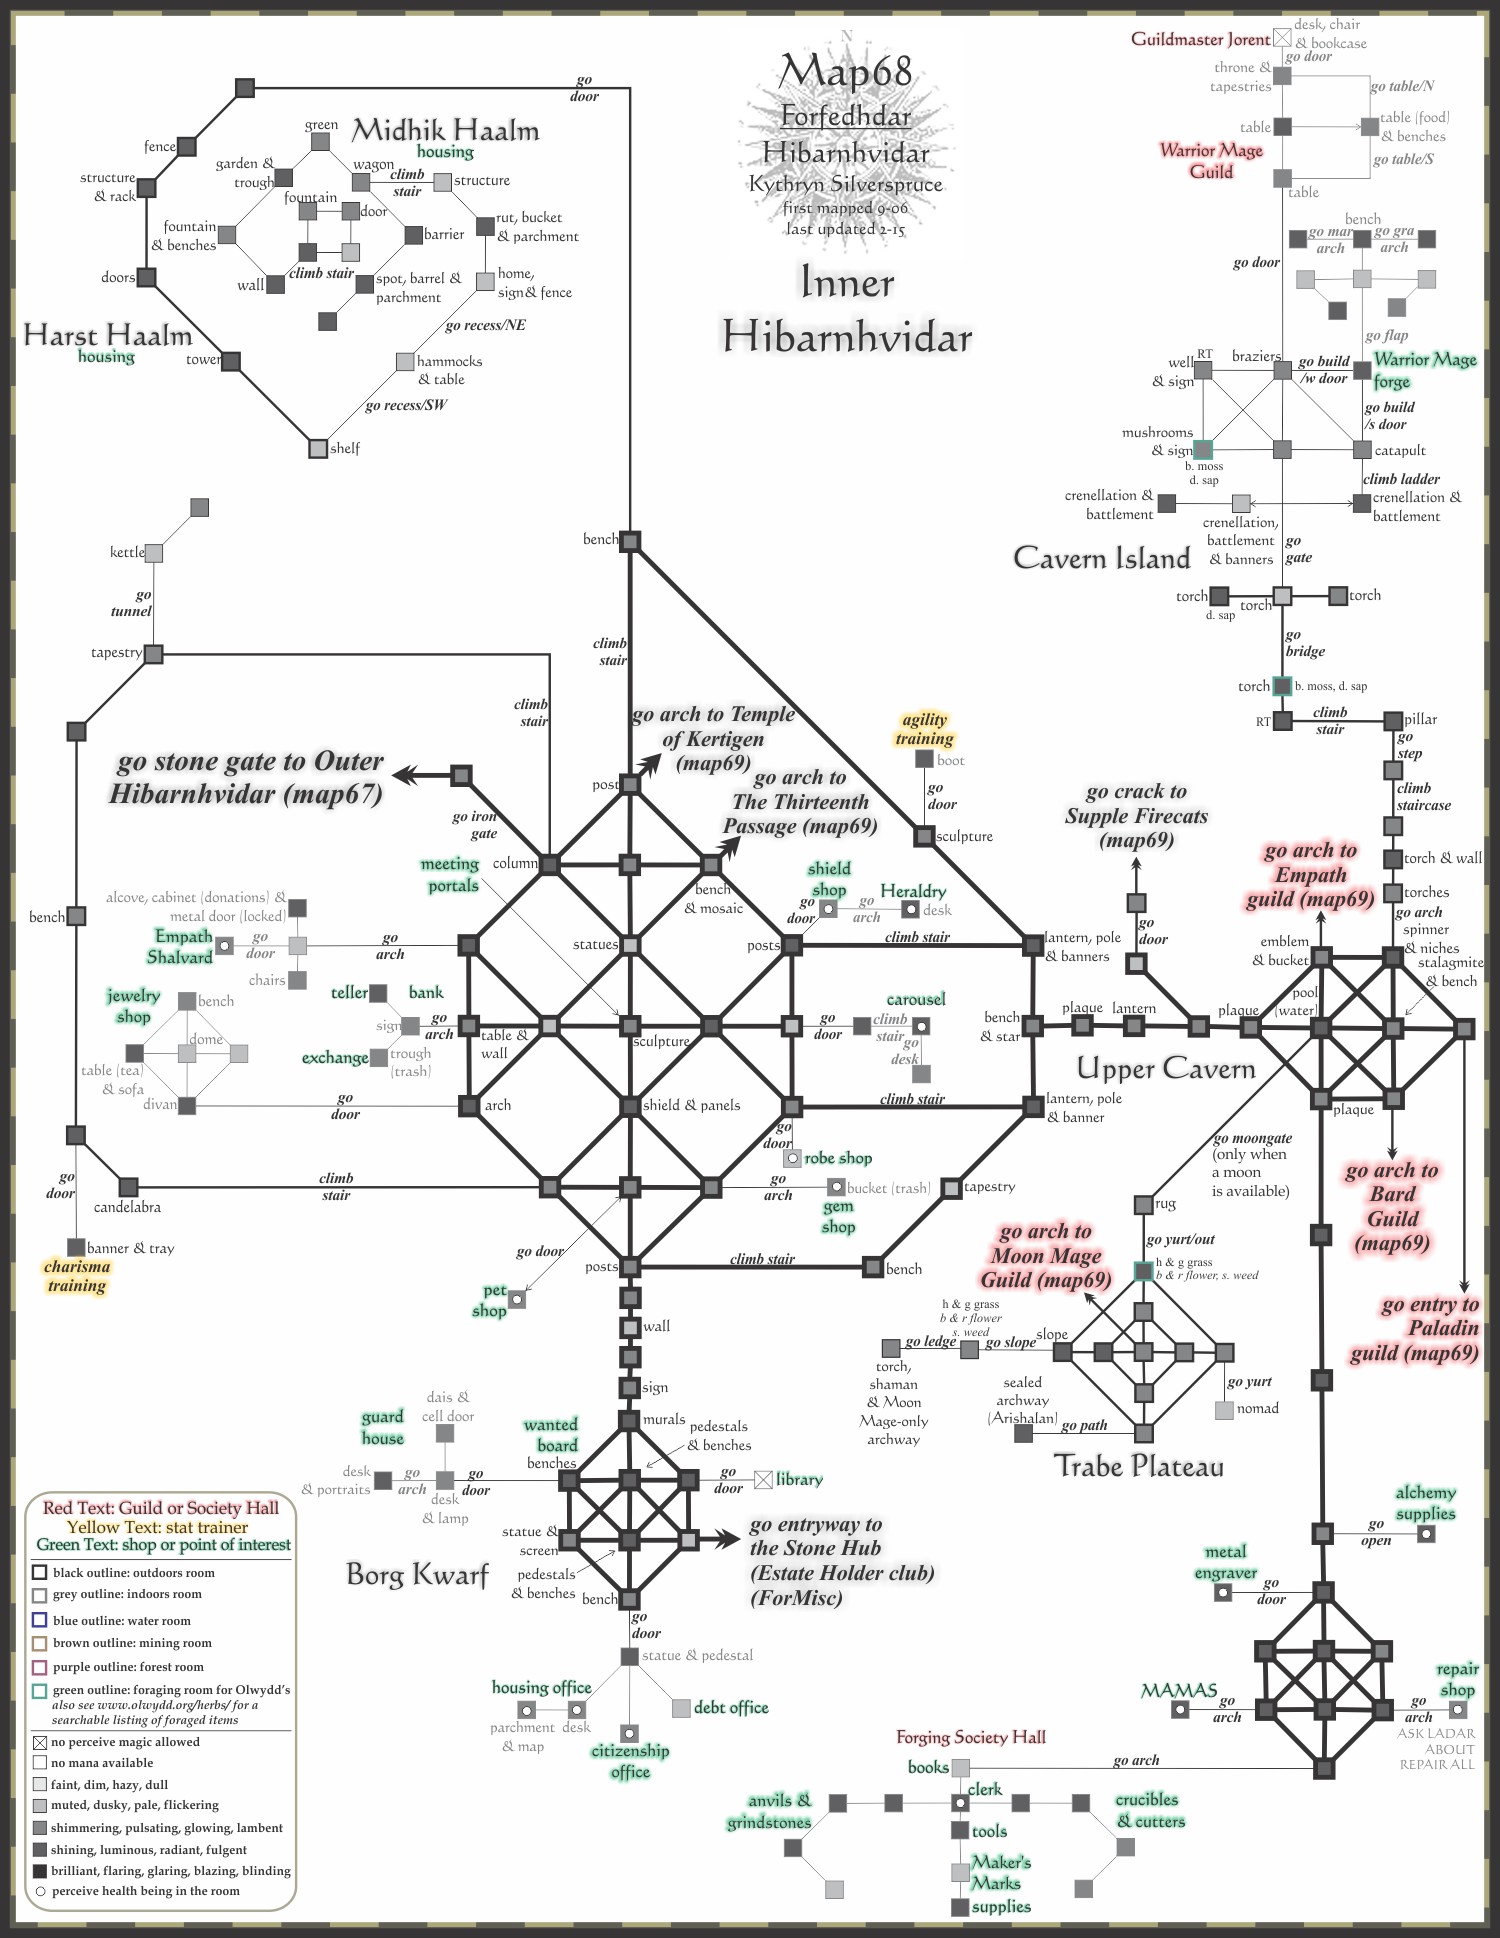 N
Map68
Forfedhdar
Hibarnhvidar
Kythryn Silverspruce
first mapped 9-06
last updated 2-15
Inner
Hibarnhvidar
go
door
Midhik Haalm
housing
green
garden &
trough
wagon
climb
stair
structure
fountain
door
rut, bucket
& parchment
fountain
& benches
barrier
climb stair
wall
spot, barrel &
parchment
home,
sign& fence
go recess/NE
hammocks
& table
go recess/SW
fence
structure
& rack
doors
Harst Haalm
housing
tower
shelf
Guildmaster Jorent
desk, chair
& bookcase
go door
throne &
tapestries
go table/N
table
table (food)
& benches
Warrior Mage
Guild
go table/S
table
bench
go mar
arch
go gra
arch
go door
go flap
RT
well
& sign
braziers
go build
/w door
Warrior Mage
forge
go build
/s door
mushrooms
& sign
b. moss
d. sap
catapult
climb ladder
crenellation &
battlement
crenellation,
battlement
& banners
crenellation &
battlement
Cavern Island
go
gate
torch
d. sap
torch
torch
go
bridge
torch
b. moss, d. sap
RT
climb
stair
pillar
go
step
climb
staircase
torch & wall
torches
go arch
spinner
& niches
stalagmite
& bench
kettle
go
tunnel
tapestry
climb
stair
bench
climb
stair
go stone gate to Outer
Hibarnhvidar (map67)
go iron
gate
go arch to Temple
of Kertigen
(map69)
post
go arch to
The Thirteenth
Passage (map69)
agility
training
boot
go
door
sculpture
go crack to
Supple Firecats
(map69)
go
door
go arch to
Empath
guild (map69)
emblem
& bucket
meeting
portals
column
bench
& mosaic
shield
shop
go
door
go
arch
Heraldry
desk
alcove, cabinet (donations) &
metal door (locked)
bench
Empath
Shalvard
go
door
go
arch
chairs
statues
posts
climb stair
lantern, pole
& banners
jewelry
shop
bench
dome
table (tea)
& sofa
divan
go
door
teller
bank
sign
go
arch
exchange
trough
(trash)
table &
wall
sculpture
go
door
carousel
climb
stair
go
desk
bench
& star
plaque
lantern
plaque
pool
(water)
Upper Cavern
plaque
arch
shield & panels
climb stair
lantern, pole
& banner
go
door
robe shop
go
arch
bucket (trash)
gem
shop
tapestry
go
door
candelabra
climb
stair
banner & tray
charisma
training
go door
posts
climb stair
bench
pet
shop
go moongate
(only when
a moon
is available)
rug
go yurt/out
h & g grass
b & r flower, s. weed
go arch to
Moon Mage
Guild (map69)
h & g grass
b & r flower
s. weed
go ledge
go slope
slope
torch,
shaman
& Moon
Mage-only
archway
sealed
archway
(Arishalan)
go path
go yurt
nomad
Trabe Plateau
go arch to
Bard
Guild
(map69)
go entry to
Paladin
guild (map69)
wall
sign
murals
pedestals
& benches
dais &
cell door
guard
house
wanted
board
benches
desk
& portraits
go
arch
desk
& lamp
go
door
go
door
library
statue &
screen
go entryway to
the Stone Hub
(Estate Holder club)
(ForMisc)
Borg Kwarf
pedestals
& benches
bench
go
door
statue & pedestal
housing office
parchment
& map
desk
debt office
citizenship
office
alchemy
supplies
go
open
metal
engraver
go
door
MAMAS
go
arch
go
arch
repair
shop
ASK LADAR
ABOUT
REPAIR ALL
Forging Society Hall
books
go arch
clerk
anvils &
grindstones
crucibles
& cutters
tools
Maker's
Marks
supplies
Red Text: Guild or Society Hall
Yellow Text: stat trainer
Green Text: shop or point of interest
black outline: outdoors room
grey outline: indoors room
blue outline: water room
brown outline: mining room
purple outline: forest room
green outline: foraging room for Olwydd's
also see www.olwydd.org/herbs/ for a
searchable listing of foraged items
no perceive magic allowed
no mana available
faint, dim, hazy, dull
muted, dusky, pale, flickering
shimmering, pulsating, glowing, lambent
shining, luminous, radiant, fulgent
brilliant, flaring, glaring, blazing, blinding
perceive health being in the room